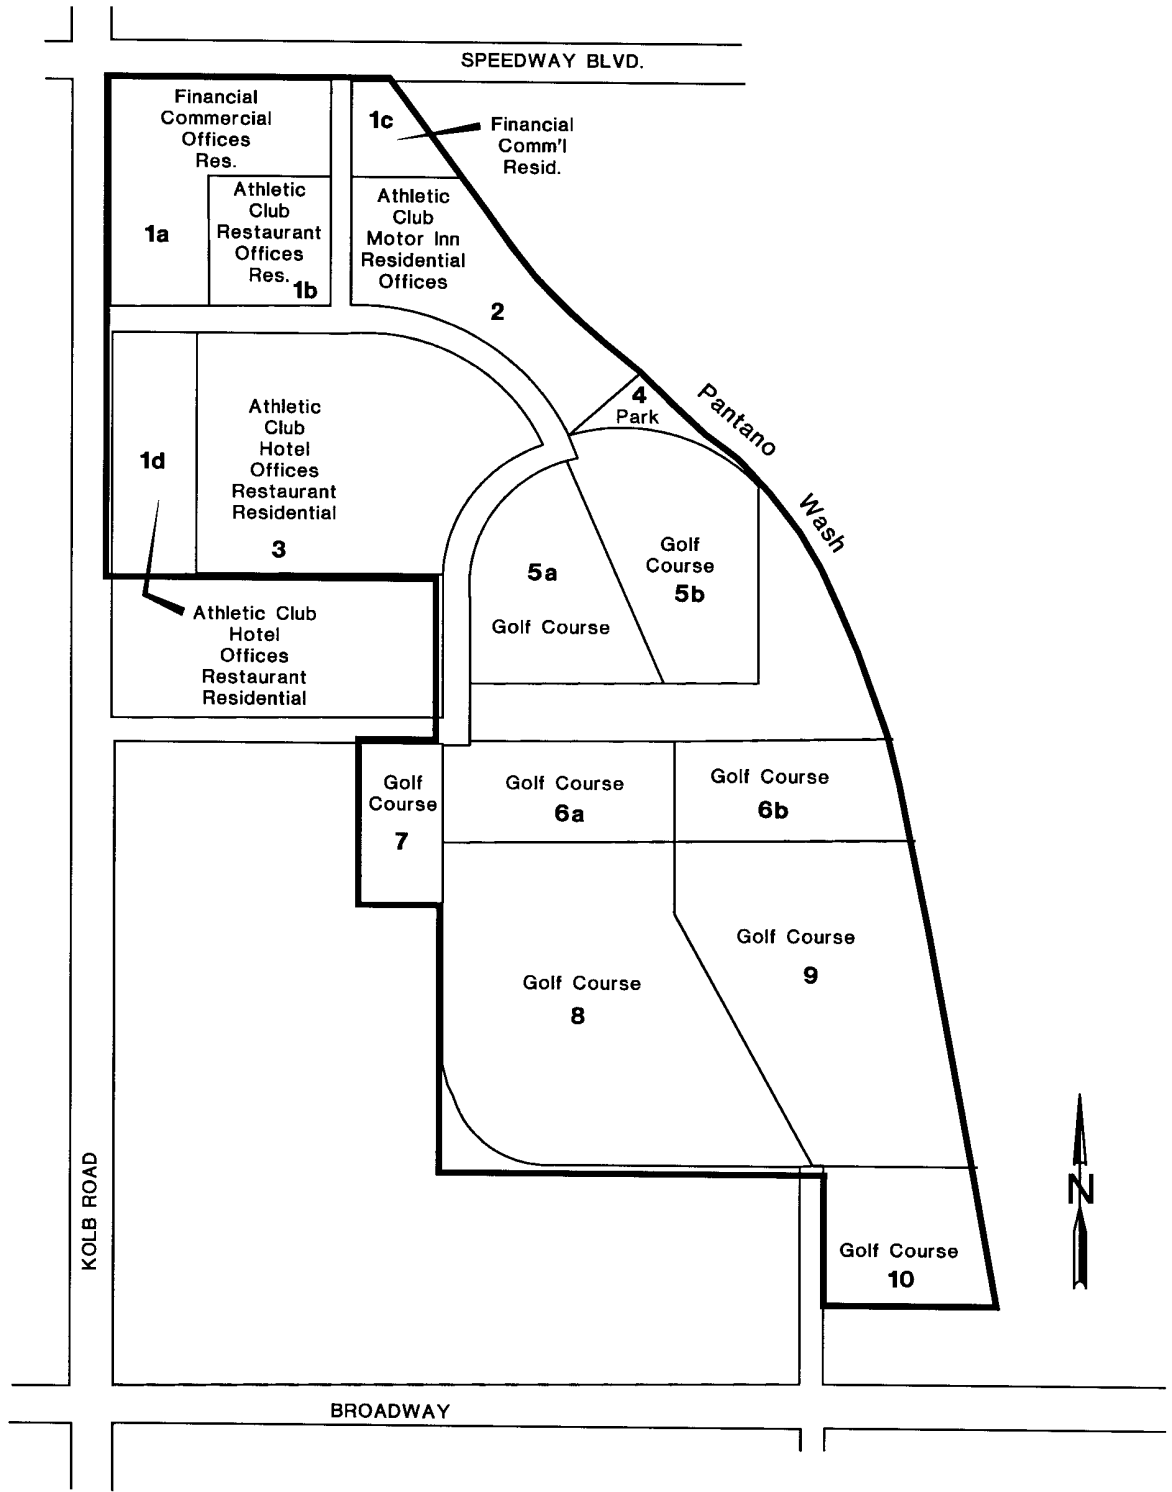 SPEEDWAY BLVD.
Financial
Commercial
Offices
Res.
1a
Athletic
Club
Restaurant
Offices
Res.
1b
1c
Financial
Comm'l
Resid.
Athletic
Club
Motor Inn
Residential
Offices
2
4
Park
Pantano
Wash
1d
Athletic
Club
Hotel
Offices
Restaurant
Residential
3
5a
Golf Course
Golf
Course
5b
Athletic Club
Hotel
Offices
Restaurant
Residential
Golf
Course
7
Golf Course
6a
Golf Course
6b
Golf Course
8
Golf Course
9
Golf Course
10
KOLB ROAD
N
BROADWAY